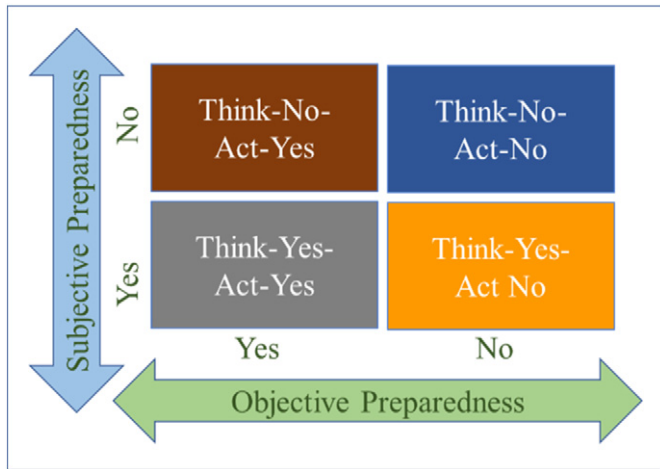 Subjective Preparedness
No
Think-No-
Act-Yes
Think-No-
Act-No
Yes
Think-Yes-
Act-Yes
Think-Yes-
Act No
Yes
No
Objective Preparedness